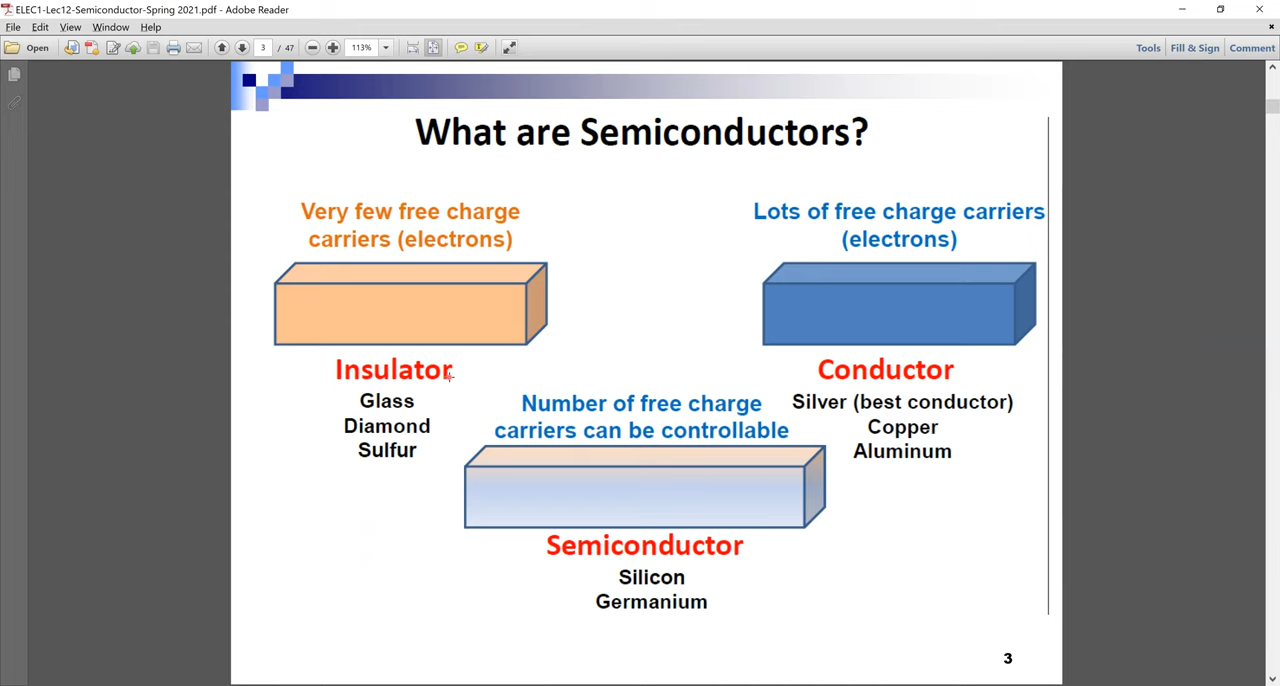 ELEC1-Lec12-Semiconductor-Spring 2021.pdf - Adobe Reader
File Edit View Window Help
Open 3 / 47 113% Tools Fill & Sign Comment
What are Semiconductors?
Very few free charge
carriers (electrons)
Insulator
Glass
Diamond
Sulfur
Lots of free charge carriers
(electrons)
Conductor
Silver (best conductor)
Copper
Aluminum
Number of free charge
carriers can be controllable
Semiconductor
Silicon
Germanium
3